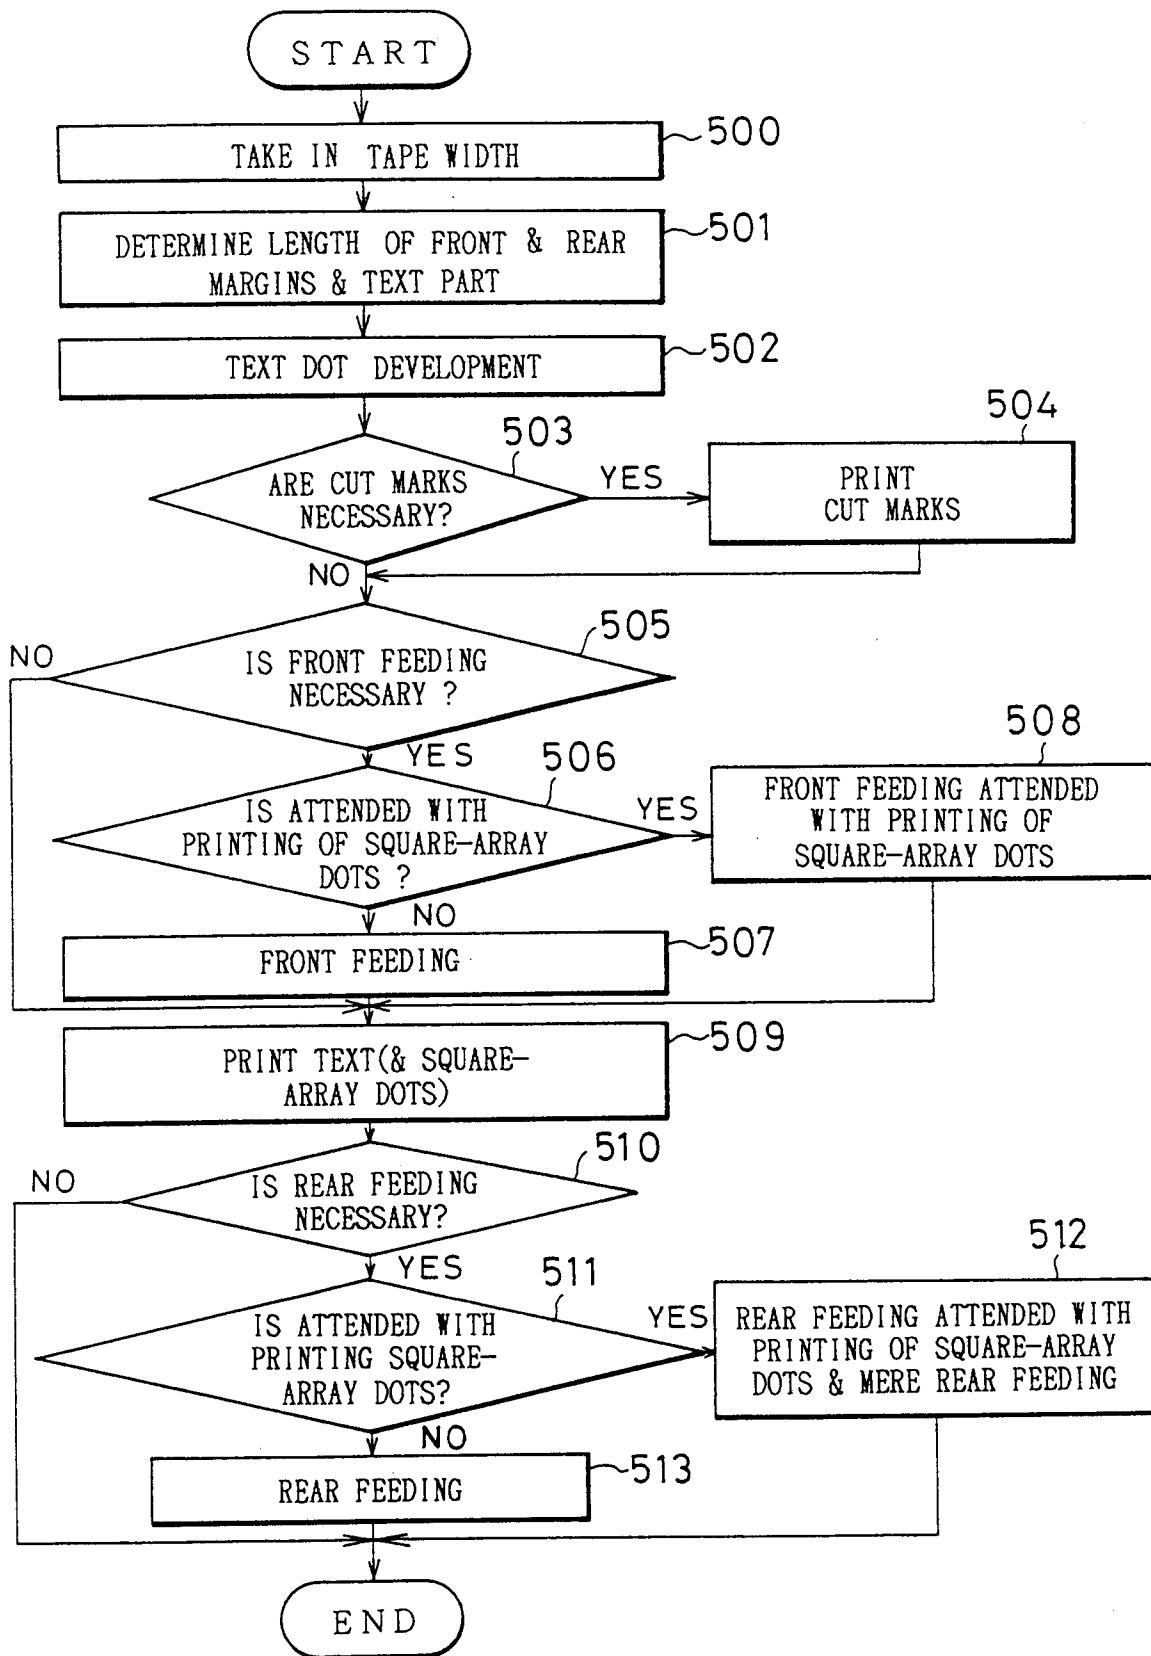 START
TAKE IN TAPE WIDTH
500
DETERMINE LENGTH OF FRONT & REAR
MARGINS & TEXT PART
501
TEXT DOT DEVELOPMENT
502
503
ARE CUT MARKS
NECESSARY?
YES
504
PRINT
CUT MARKS
NO
505
NO
IS FRONT FEEDING
NECESSARY ?
YES
506
IS ATTENDED WITH
PRINTING OF SQUARE-ARRAY
DOTS ?
YES
508
FRONT FEEDING ATTENDED
WITH PRINTING OF
SQUARE-ARRAY DOTS
NO
FRONT FEEDING
507
PRINT TEXT(& SQUARE-
ARRAY DOTS)
509
510
NO
IS REAR FEEDING
NECESSARY?
YES
511
IS ATTENDED WITH
PRINTING SQUARE-
ARRAY DOTS?
YES
512
REAR FEEDING ATTENDED WITH
PRINTING OF SQUARE-ARRAY
DOTS & MERE REAR FEEDING
NO
REAR FEEDING
513
END